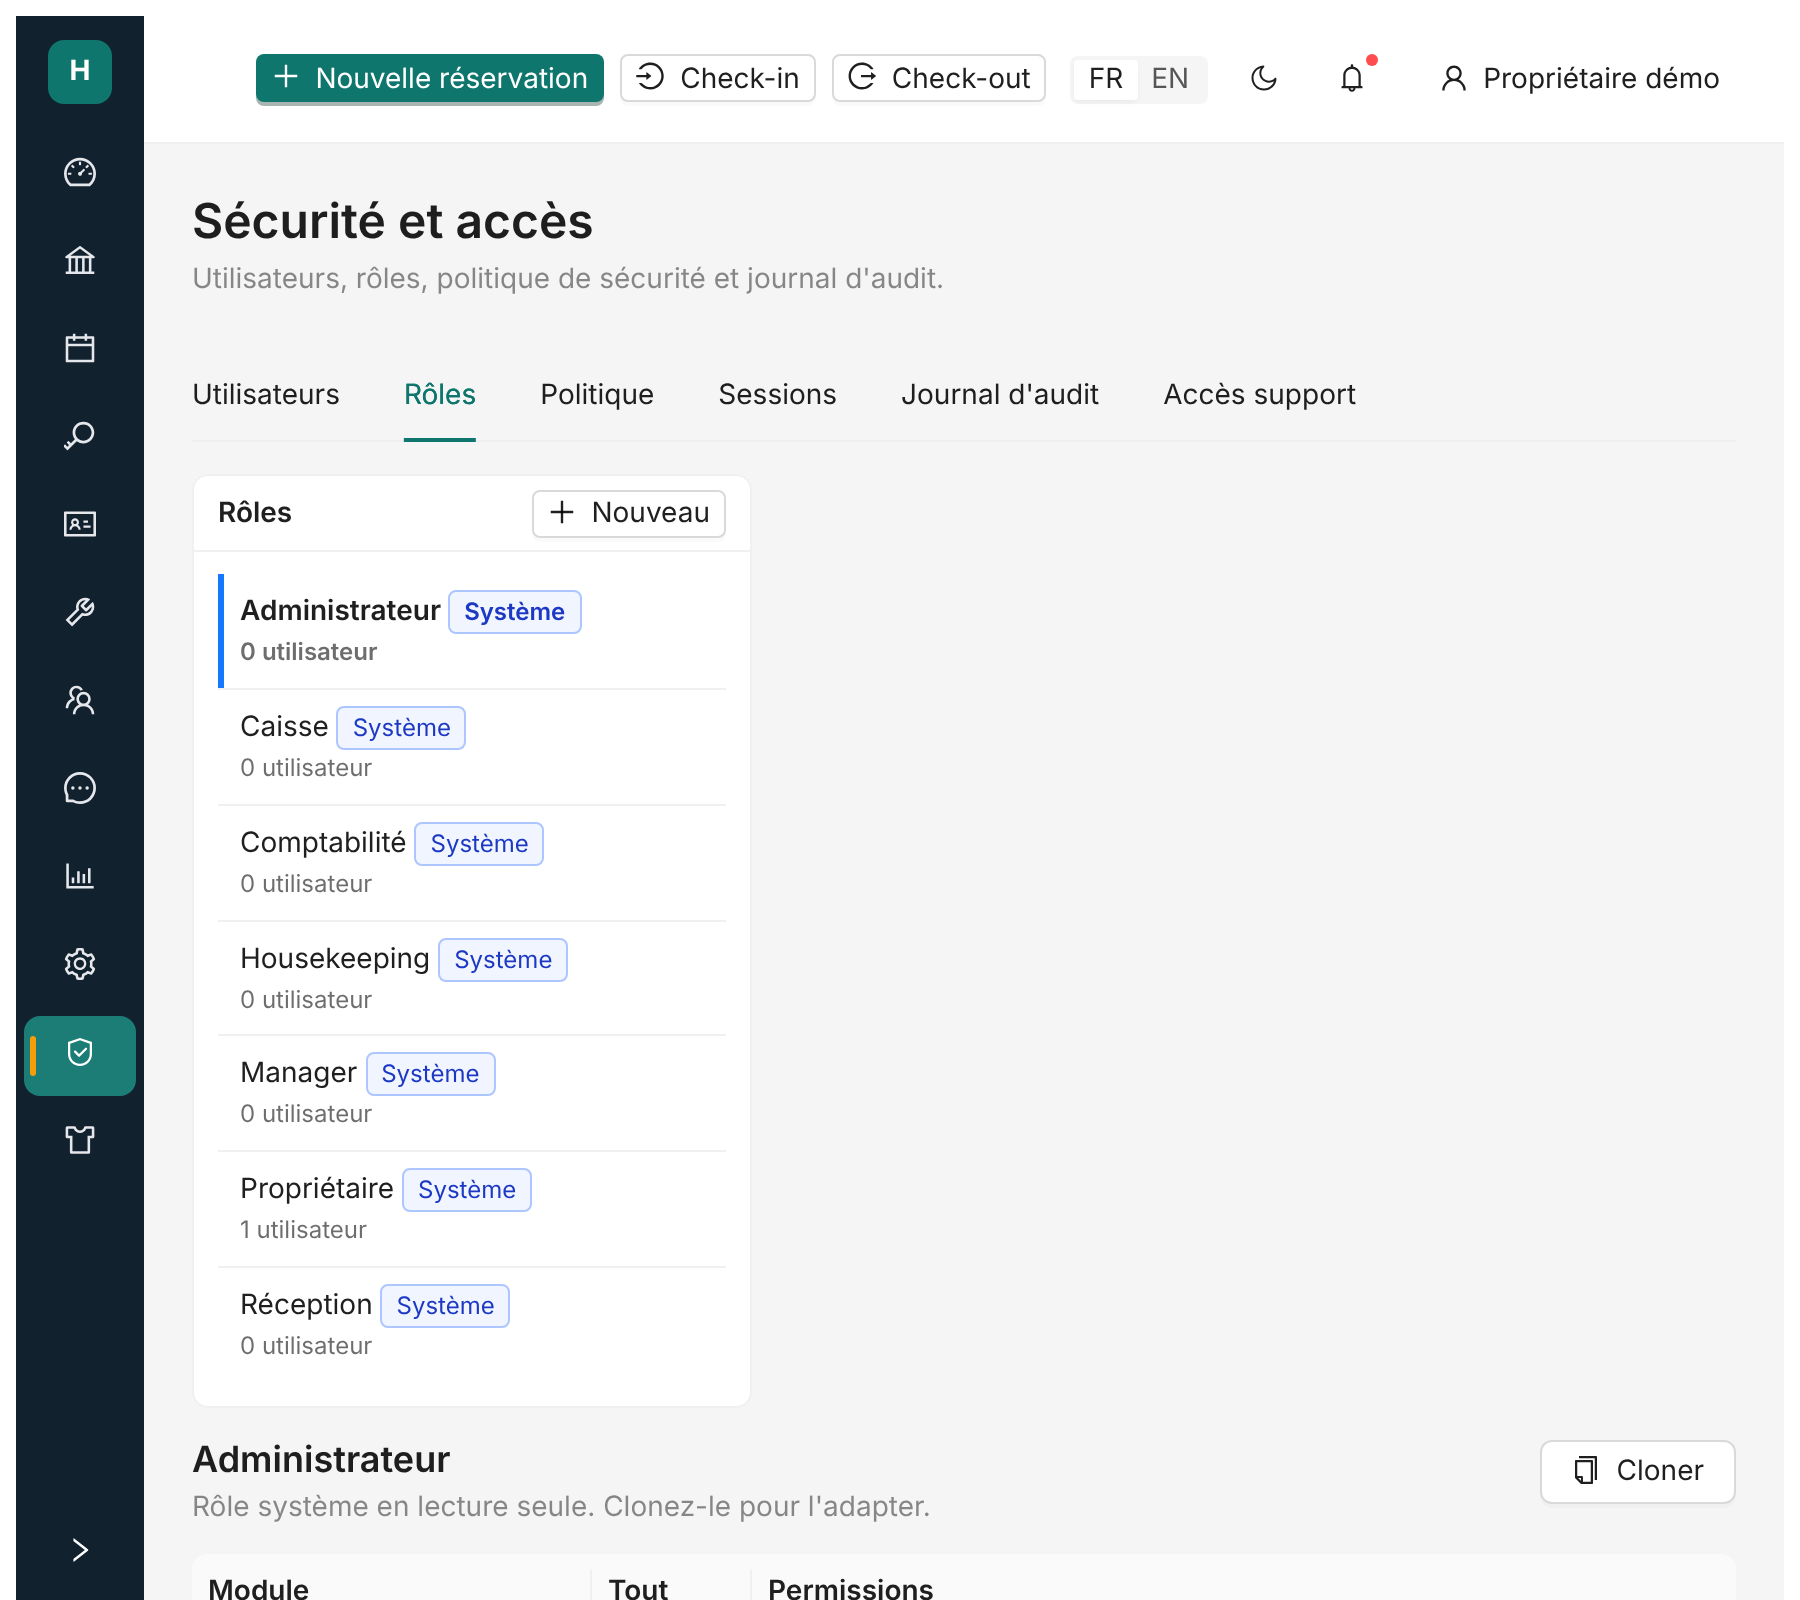 H
Nouvelle réservation
Check-in
Check-out
FR
EN
Propriétaire démo
Sécurité et accès
Utilisateurs, rôles, politique de sécurité et journal d'audit.
Utilisateurs
Rôles
Politique
Sessions
Journal d'audit
Accès support
Rôles
Nouveau
Administrateur Système
0 utilisateur
Caisse Système
0 utilisateur
Comptabilité Système
0 utilisateur
Housekeeping Système
0 utilisateur
Manager Système
0 utilisateur
Propriétaire Système
1 utilisateur
Réception Système
0 utilisateur
Administrateur
Cloner
Rôle système en lecture seule. Clonez-le pour l'adapter.
Module
Tout
Permissions